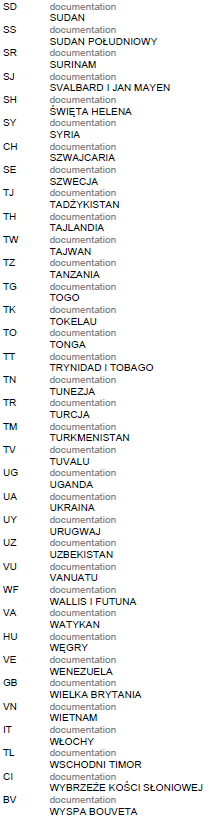 SD documentation
SUDAN
SS documentation
SUDAN POŁUDNIOWY
SR documentation
SURINAM
SJ documentation
SVALBARD I JAN MAYEN
SH documentation
ŚWIĘTA HELENA
SY documentation
SYRIA
CH documentation
SZWAJCARIA
SE documentation
SZWECJA
TJ documentation
TADŻYKISTAN
TH documentation
TAJLANDIA
TW documentation
TAJWAN
TZ documentation
TANZANIA
TG documentation
TOGO
TK documentation
TOKELAU
TO documentation
TONGA
TT documentation
TRYNIDAD I TOBAGO
TN documentation
TUNEZJA
TR documentation
TURCJA
TM documentation
TURKMENISTAN
TV documentation
TUVALU
UG documentation
UGANDA
UA documentation
UKRAINA
UY documentation
URUGWAJ
UZ documentation
UZBEKISTAN
VU documentation
VANUATU
WF documentation
WALLIS I FUTUNA
VA documentation
WATYKAN
HU documentation
WĘGRY
VE documentation
WENEZUELA
GB documentation
WIELKA BRYTANIA
VN documentation
WIETNAM
IT documentation
WŁOCHY
TL documentation
WSCHODNI TIMOR
CI documentation
WYBRZEŻE KOŚCI SŁONIOWEJ
BV documentation
WYSPA BOUVETA